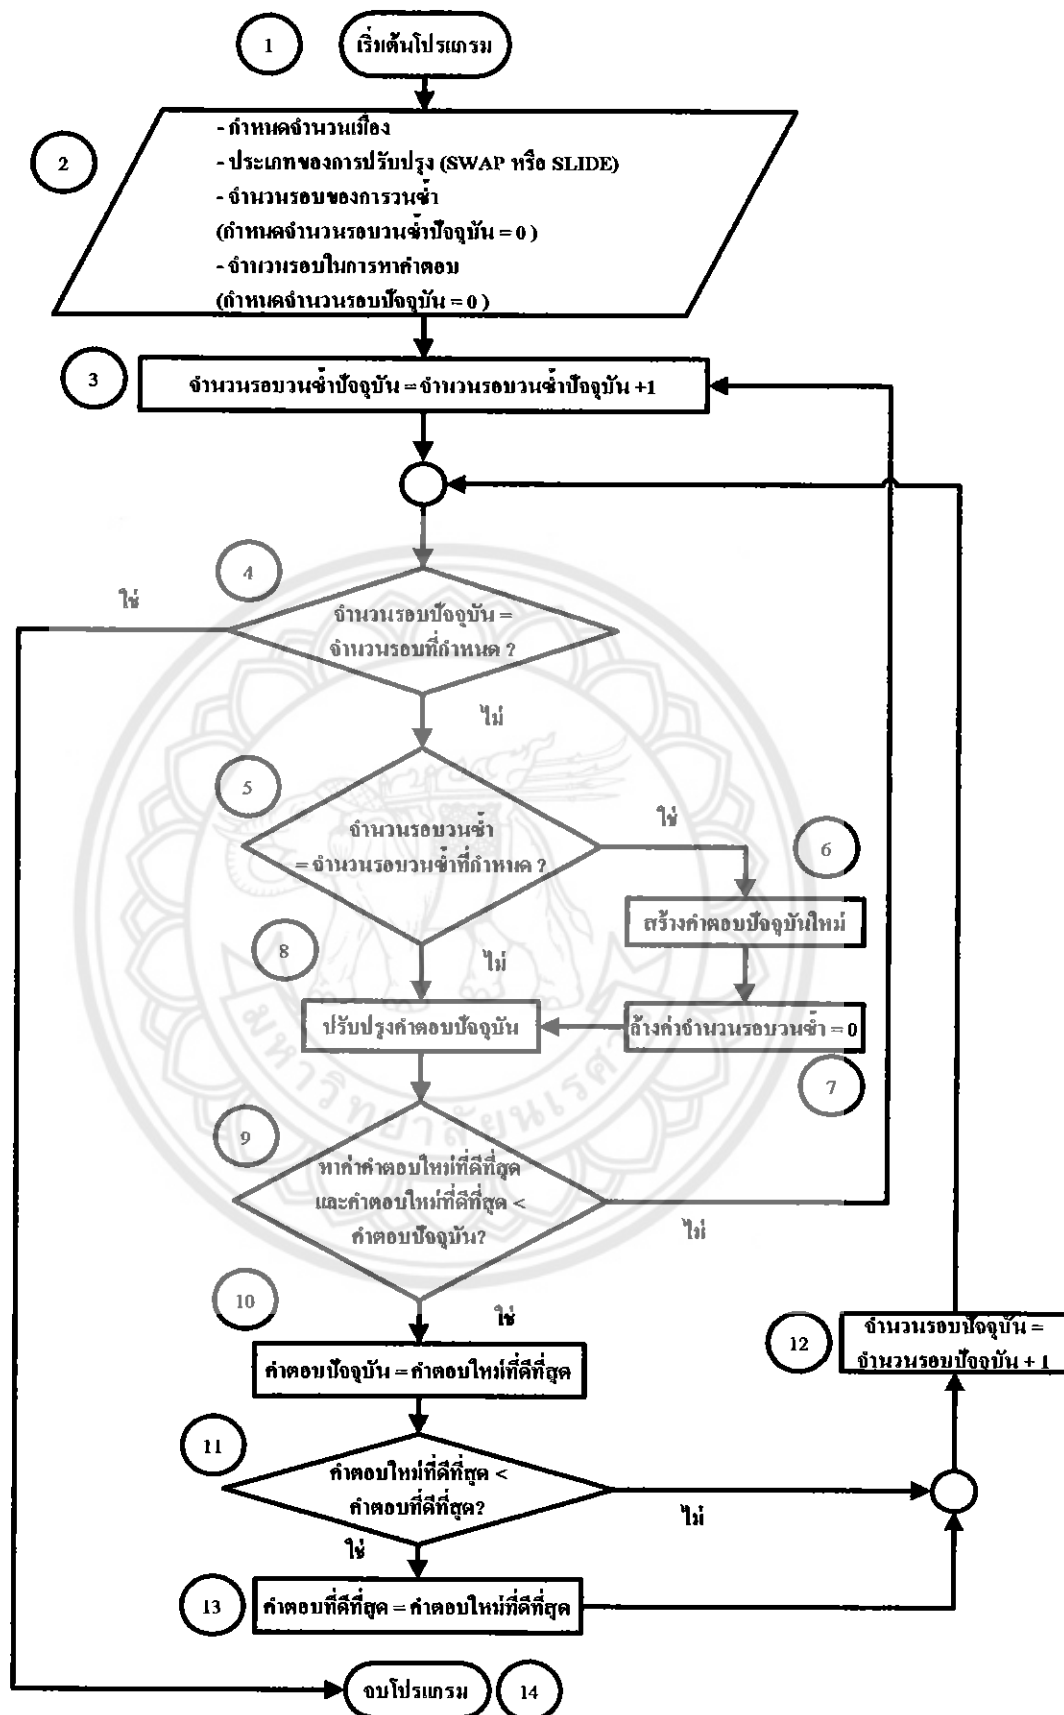 1
เริ่มต้นโปรแกรม
2
- กำหนดจำนวนเมือง
- ประเภทของการปรับปรุง (SWAP หรือ SLIDE)
- จำนวนรอบของการวนซ้ำ
(กำหนดจำนวนรอบวนซ้ำปัจจุบัน = 0 )
- จำนวนรอบในการหาคำตอบ
(กำหนดจำนวนรอบปัจจุบัน = 0 )
3
จำนวนรอบวนซ้ำปัจจุบัน = จำนวนรอบวนซ้ำปัจจุบัน +1
4
ใช่
จำนวนรอบปัจจุบัน =
จำนวนรอบที่กำหนด ?
ไม่
5
จำนวนรอบวนซ้ำ
= จำนวนรอบวนซ้ำที่กำหนด ?
ใช่
6
สร้างคำตอบปัจจุบันใหม่
8
ไม่
ปรับปรุงคำตอบปัจจุบัน
ล้างค่าจำนวนรอบวนซ้ำ = 0
7
มหาวิทยาลัยนเรศวร
9
หาค่าคำตอบใหม่ที่ดีที่สุด
และคำตอบใหม่ที่ดีที่สุด <
คำตอบปัจจุบัน?
ไม่
10
ใช่
คำตอบปัจจุบัน = คำตอบใหม่ที่ดีที่สุด
12
จำนวนรอบปัจจุบัน =
จำนวนรอบปัจจุบัน + 1
11
คำตอบใหม่ที่ดีที่สุด <
คำตอบที่ดีที่สุด?
ไม่
ใช่
13
คำตอบที่ดีที่สุด = คำตอบใหม่ที่ดีที่สุด
จบโปรแกรม
14